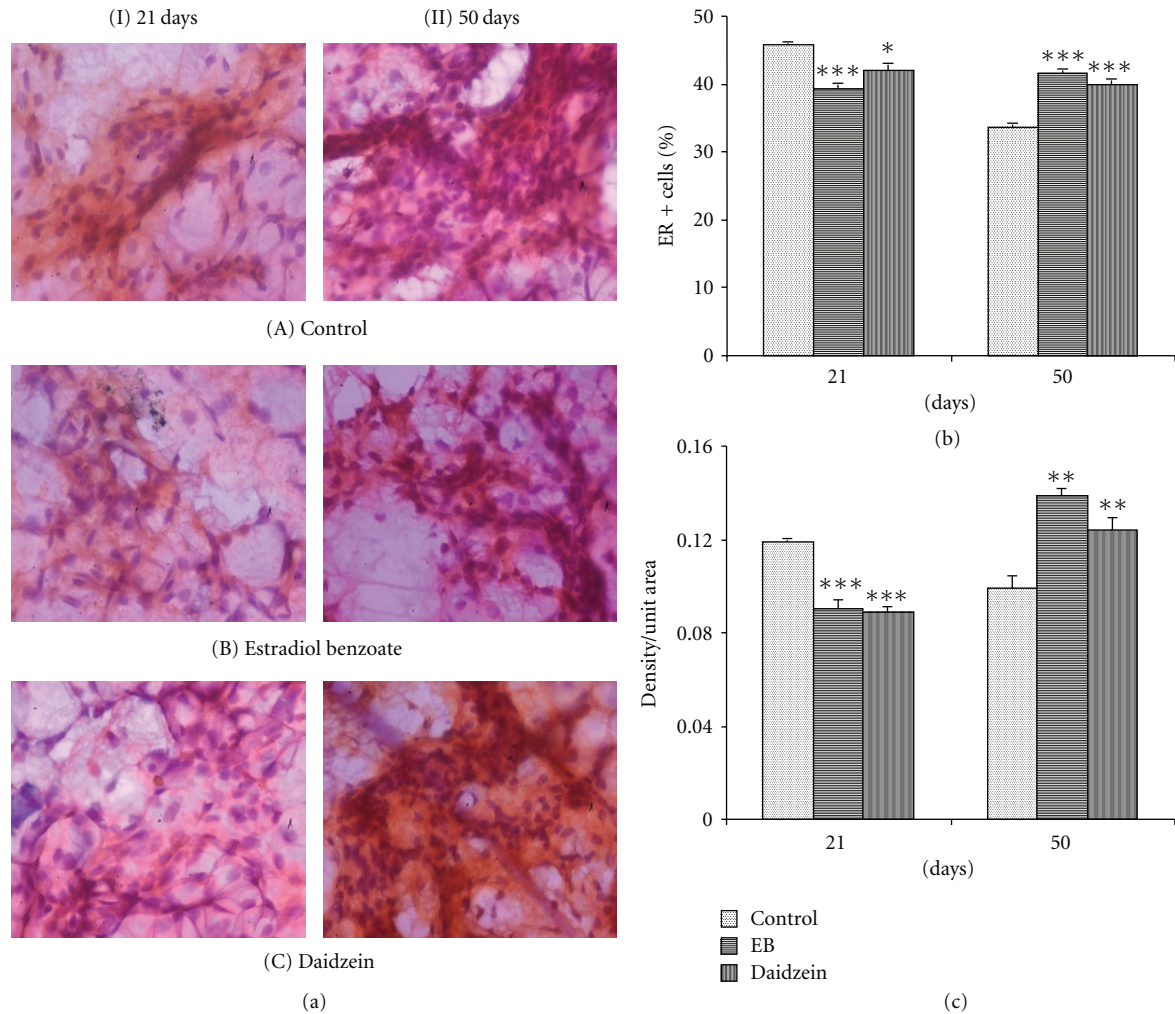 (I) 21 days
(II) 50 days
(A) Control
(B) Estradiol benzoate
(C) Daidzein
(a)
50
40
30
20
10
0
ER + cells (%)
***
*
***
***
21
50
(days)
(b)
0.16
0.12
0.08
0.04
0
Density/unit area
***
***
**
**
21
50
(days)
Control
EB
Daidzein
(c)